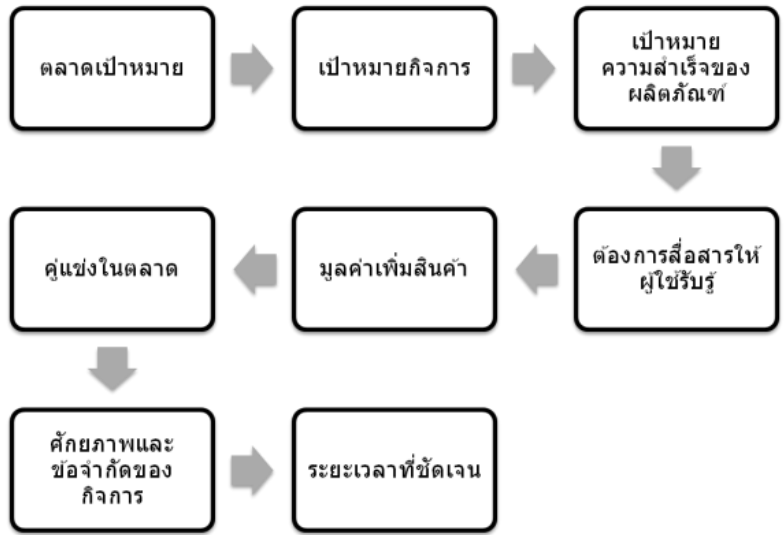 ตลาดเป้าหมาย
เป้าหมายกิจการ
เป้าหมาย
ความสำเร็จของ
ผลิตภัณฑ์
ต้องการสื่อสารให้
ผู้ใช้รับรู้
มูลค่าเพิ่มสินค้า
คู่แข่งในตลาด
ศักยภาพและ
ข้อจำกัดของ
กิจการ
ระยะเวลาที่ชัดเจน